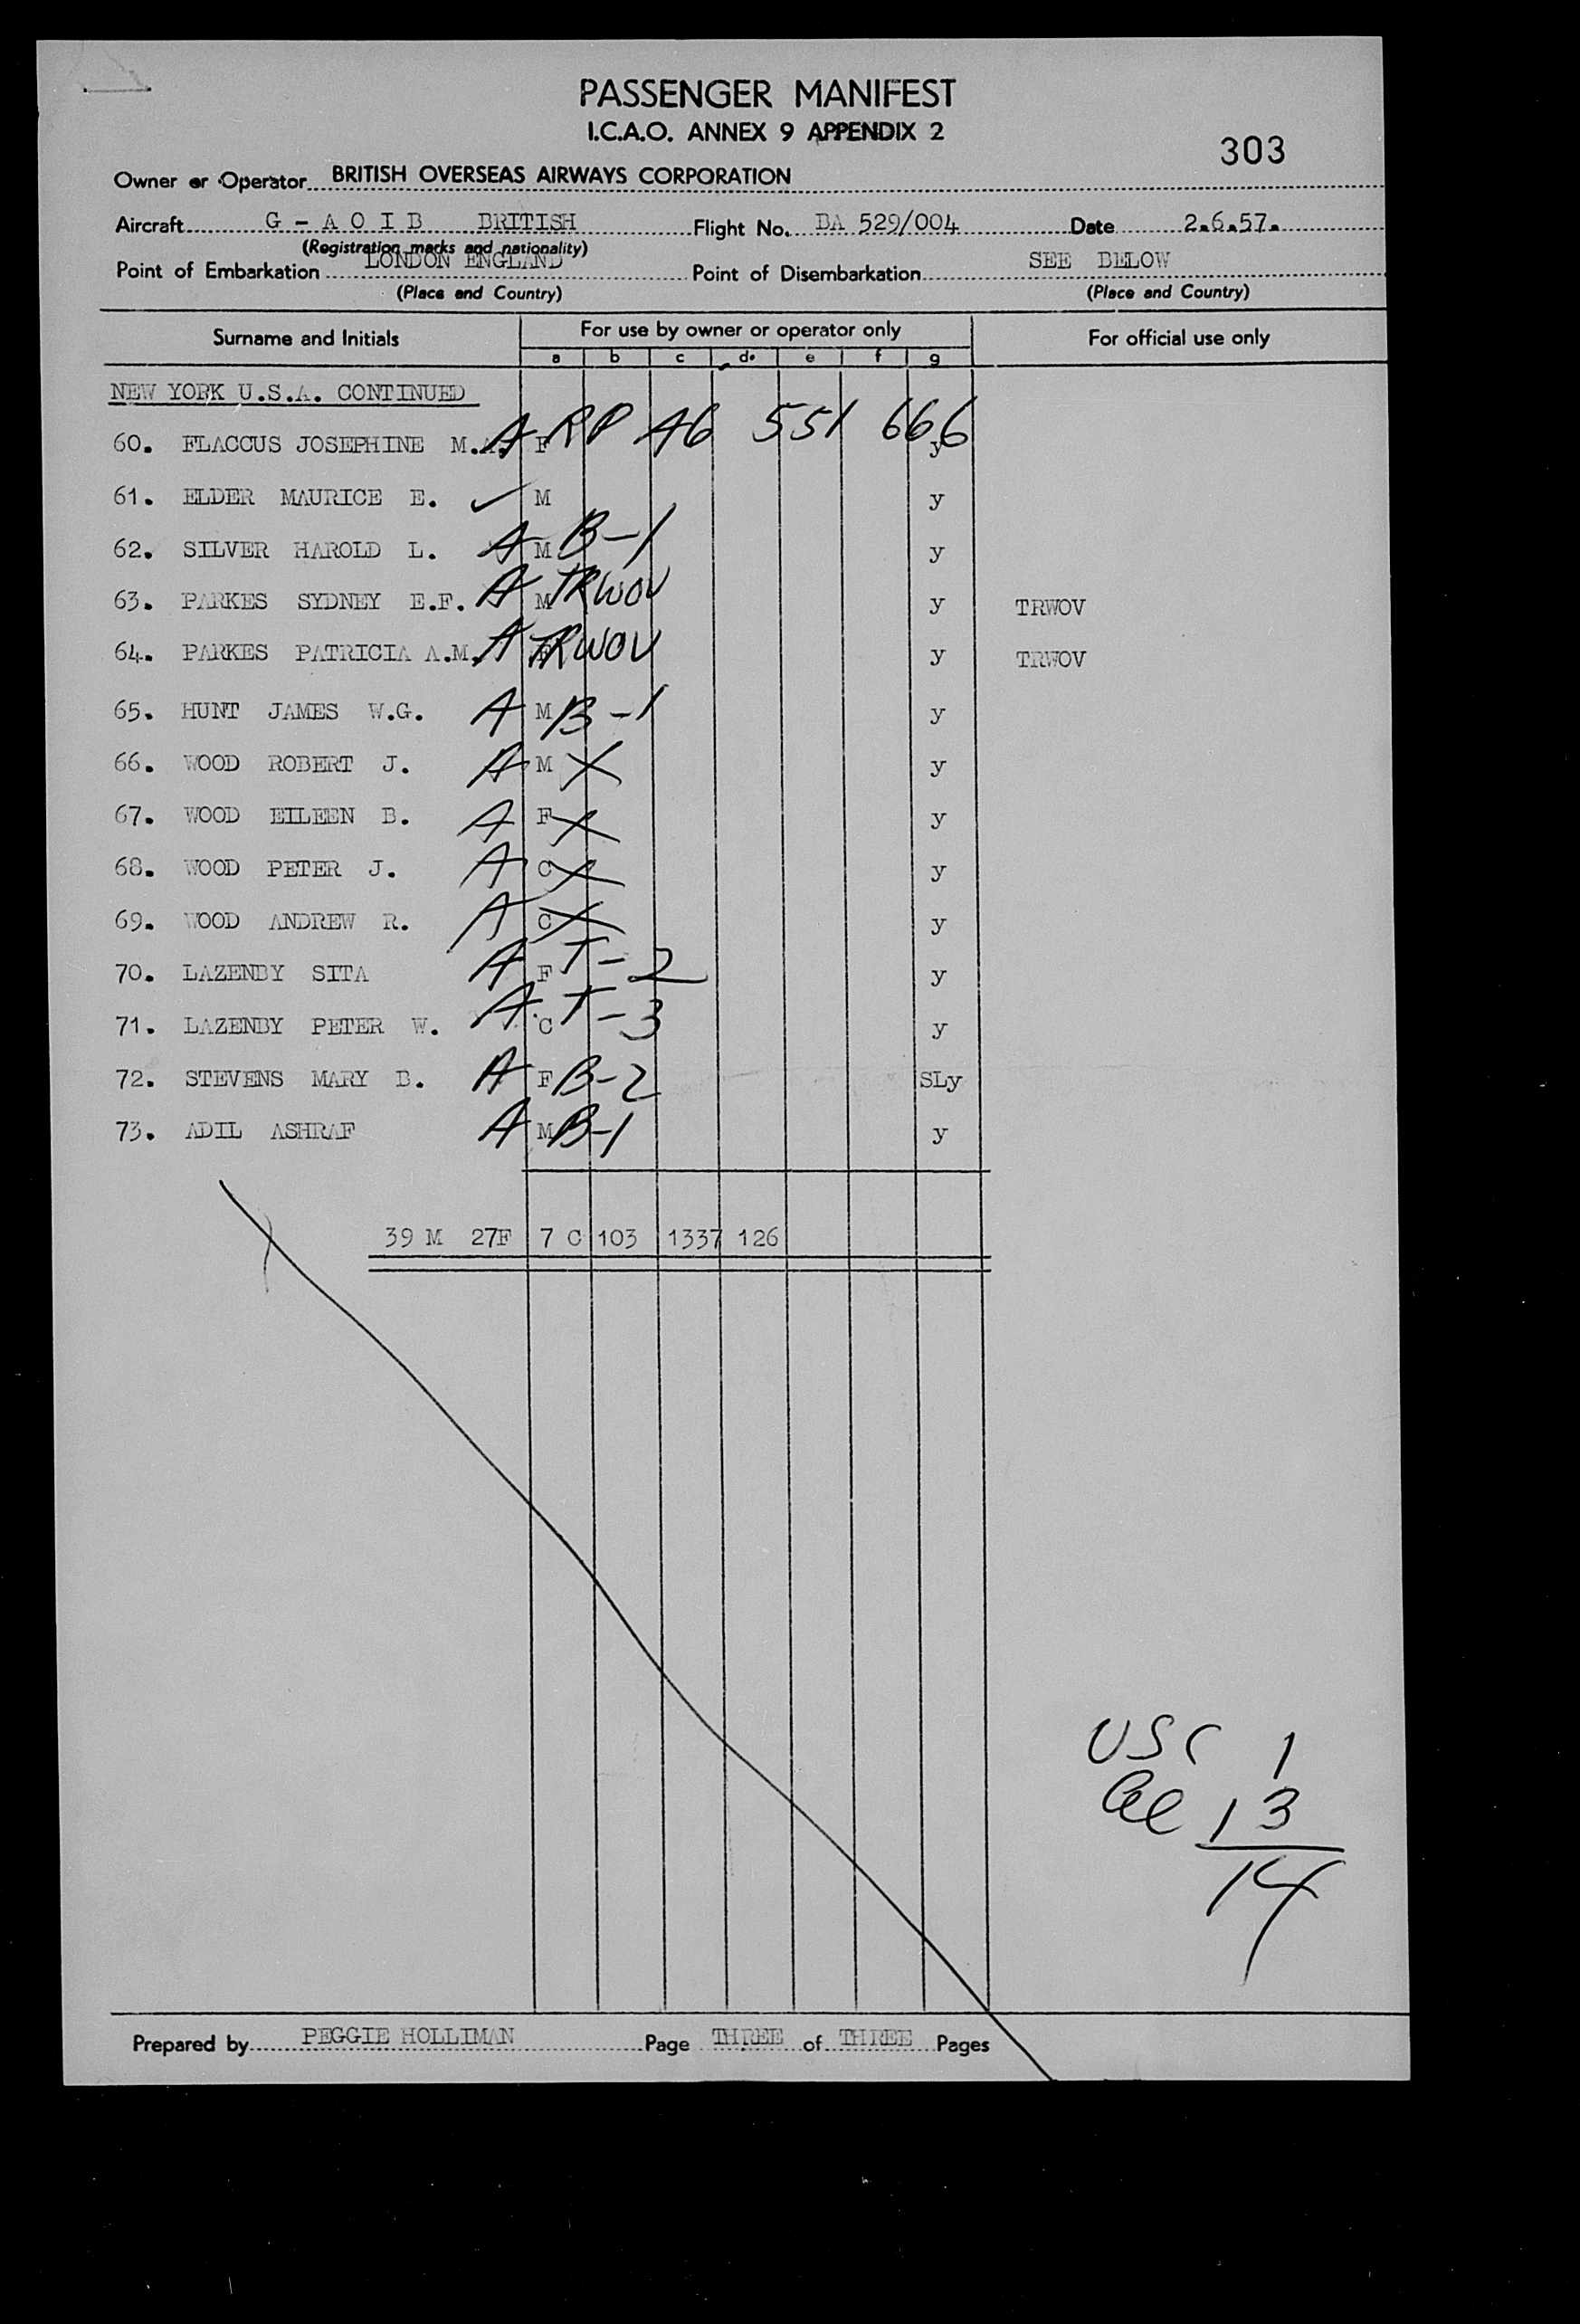 PASSENGER MANIFEST
I.C.A.O. ANNEX 9 APPENDIX 2
303
Owner or Operator BRITISH OVERSEAS AIRWAYS CORPORATION
Aircraft G - A O I B BRITISH Flight No. BA 529/004 Date 2.6.57.
(Registration marks and nationality)
Point of Embarkation LONDON ENGLAND Point of Disembarkation SEE BELOW
(Place and Country) (Place and Country)
Surname and Initials For use by owner or operator only For official use only
a b c d e f g
NEW YORK U.S.A. CONTINUED
60. FLACCUS JOSEPHINE M.A. A F RP A6 551 666 y
61. ELDER MAURICE E. ✓ M y
62. SILVER HAROLD L. A M B-1 y
63. PARKES SYDNEY E.F. A M TRWOV y TRWOV
64. PARKES PATRICIA A.M. A TRWOV y TRWOV
65. HUNT JAMES W.G. A M B-1 y
66. WOOD ROBERT J. A M X y
67. WOOD EILEEN B. A F X y
68. WOOD PETER J. A C X y
69. WOOD ANDREW R. A C X y
70. LAZENBY SITA A F T-2 y
71. LAZENBY PETER W. A C T-3 y
72. STEVENS MARY B. A F B-2 SLy
73. ADIL ASHRAF A M B-1 y
39 M 27F 7 C 103 1337 126
USC 1
al 13
14
Prepared by PEGGIE HOLLIMAN Page THREE of THREE Pages